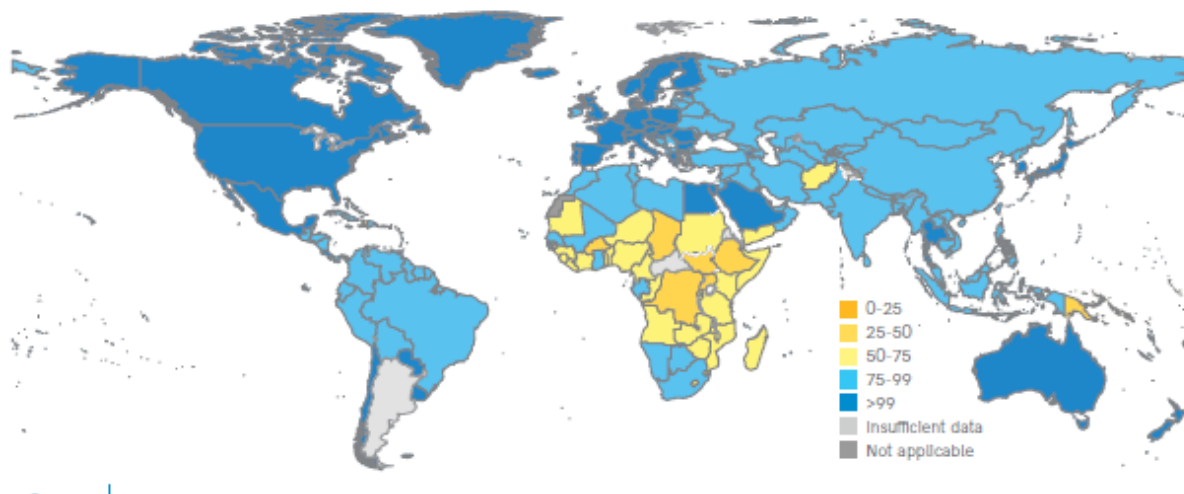 0-25
25-50
50-75
75-99
>99
Insufficient data
Not applicable